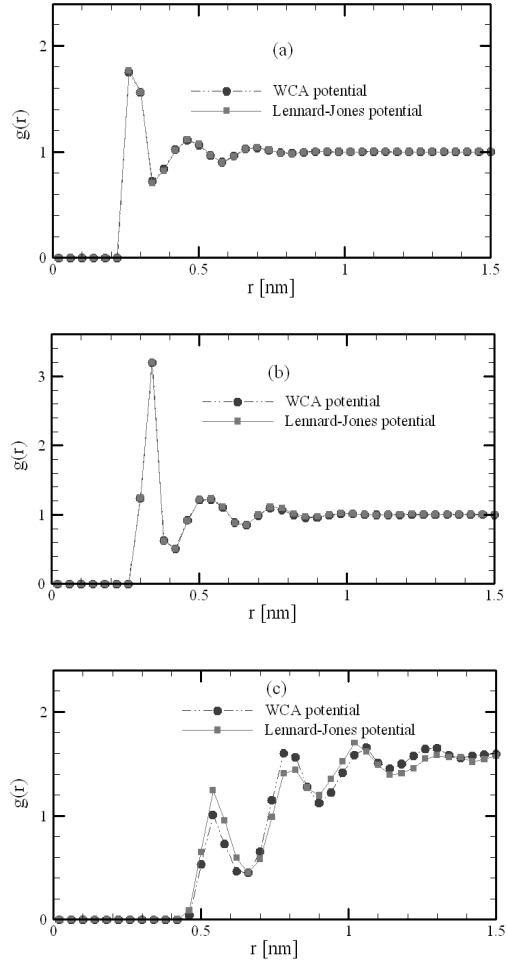 2
(a)
WCA potential
Lennard-Jones potential
g(r)
1
0
0.5
1
1.5
r [nm]
3
(b)
WCA potential
Lennard-Jones potential
2
g(r)
1
0
0.5
1
1.5
r [nm]
(c)
2
WCA potential
Lennard-Jones potential
g(r)
1
0
0
0.5
1
1.5
r [nm]